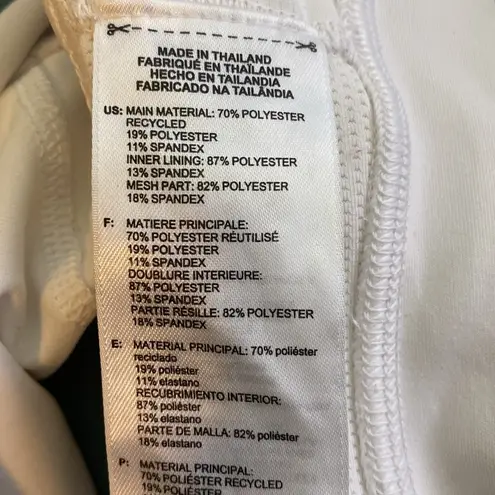 MADE IN THAILAND
FABRIQUÉ EN THAÏLANDE
HECHO EN TAILANDIA
FABRICADO NA TAILÂNDIA
US: MAIN MATERIAL: 70% POLYESTER
RECYCLED
19% POLYESTER
11% SPANDEX
INNER LINING: 87% POLYESTER
13% SPANDEX
MESH PART: 82% POLYESTER
18% SPANDEX
F: MATIERE PRINCIPALE:
70% POLYESTER RÉUTILISÉ
19% POLYESTER
11% SPANDEX
DOUBLURE INTERIEURE:
87% POLYESTER
13% SPANDEX
PARTIE RÉSILLE: 82% POLYESTER
18% SPANDEX
E: MATERIAL PRINCIPAL: 70% poliéster
reciclado
19% poliéster
11% elastano
RECUBRIMIENTO INTERIOR:
87% poliéster
13% elastano
PARTE DE MALLA: 82% poliéster
18% elastano
P: MATERIAL PRINCIPAL:
70% POLIÉSTER RECYCLED
19% POLIÉSTER